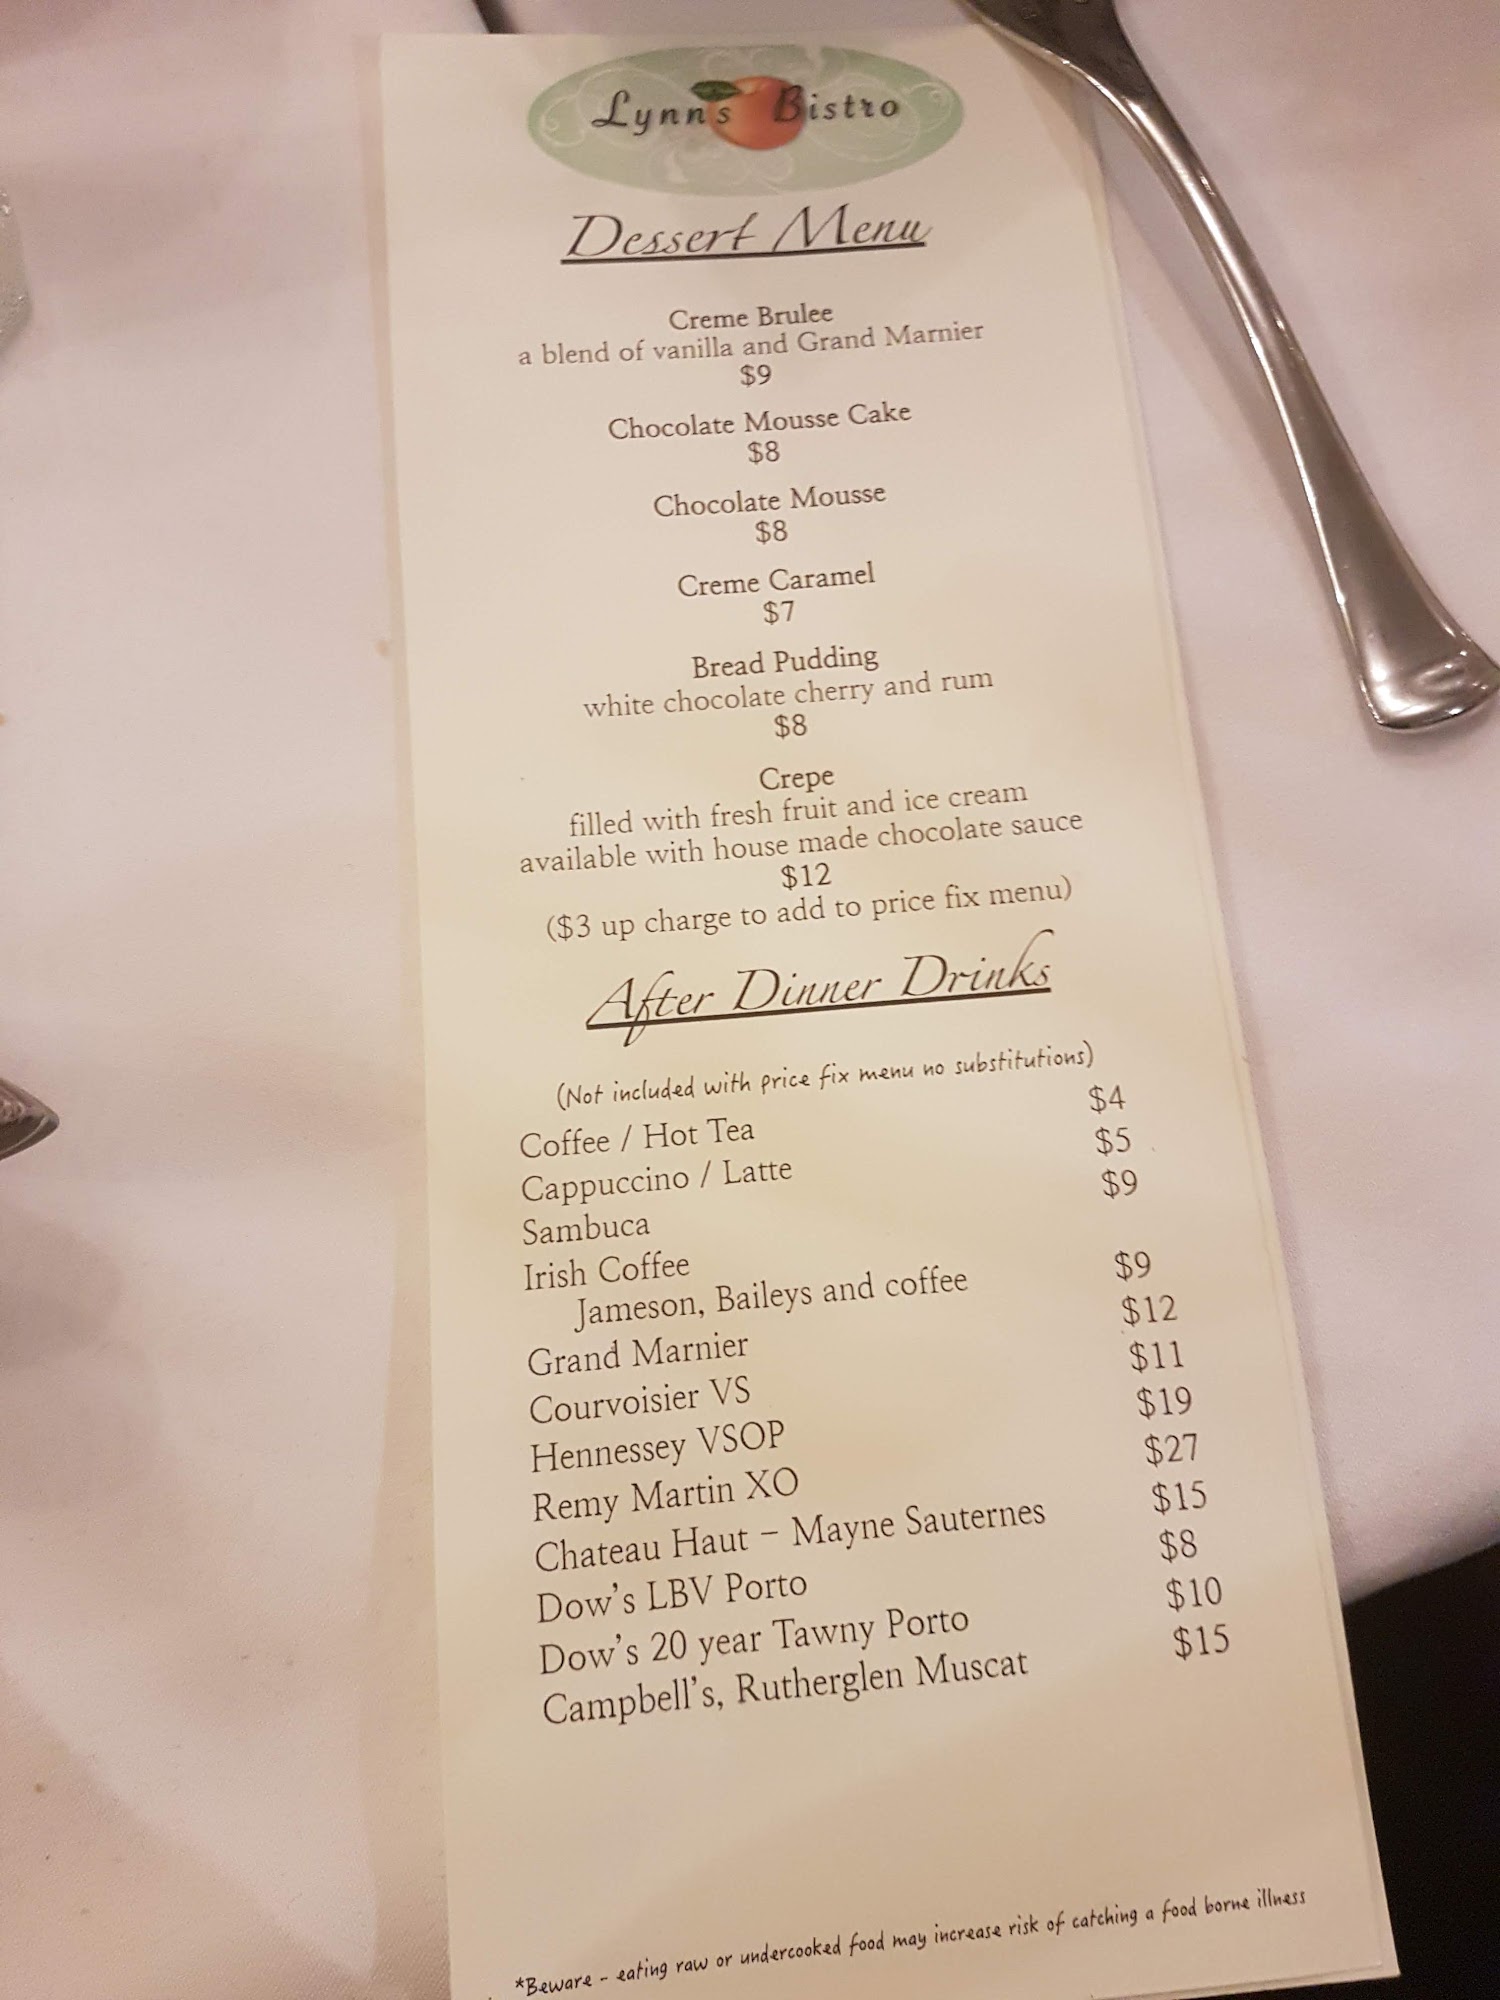 Lynn's Bistro
Dessert Menu
Creme Brulee
a blend of vanilla and Grand Marnier
$9
Chocolate Mousse Cake
$8
Chocolate Mousse
$8
Creme Caramel
$7
Bread Pudding
white chocolate cherry and rum
$8
Crepe
filled with fresh fruit and ice cream
available with house made chocolate sauce
$12
($3 up charge to add to price fix menu)
After Dinner Drinks
(Not included with price fix menu no substitutions)
Coffee / Hot Tea $4
Cappuccino / Latte $5
Sambuca $9
Irish Coffee
Jameson, Baileys and coffee $9
Grand Marnier $12
Courvoisier VS $11
Hennessey VSOP $19
Remy Martin XO $27
Chateau Haut – Mayne Sauternes $15
Dow's LBV Porto $8
Dow's 20 year Tawny Porto $10
Campbell's, Rutherglen Muscat $15
*Beware - eating raw or undercooked food may increase risk of catching a food borne illness